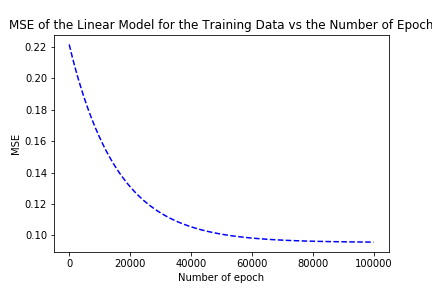 MSE of the Linear Model for the Training Data vs the Number of Epoch
0.22
0.20
0.18
0.16
0.14
0.12
0.10
MSE
0 20000 40000 60000 80000 100000
Number of epoch